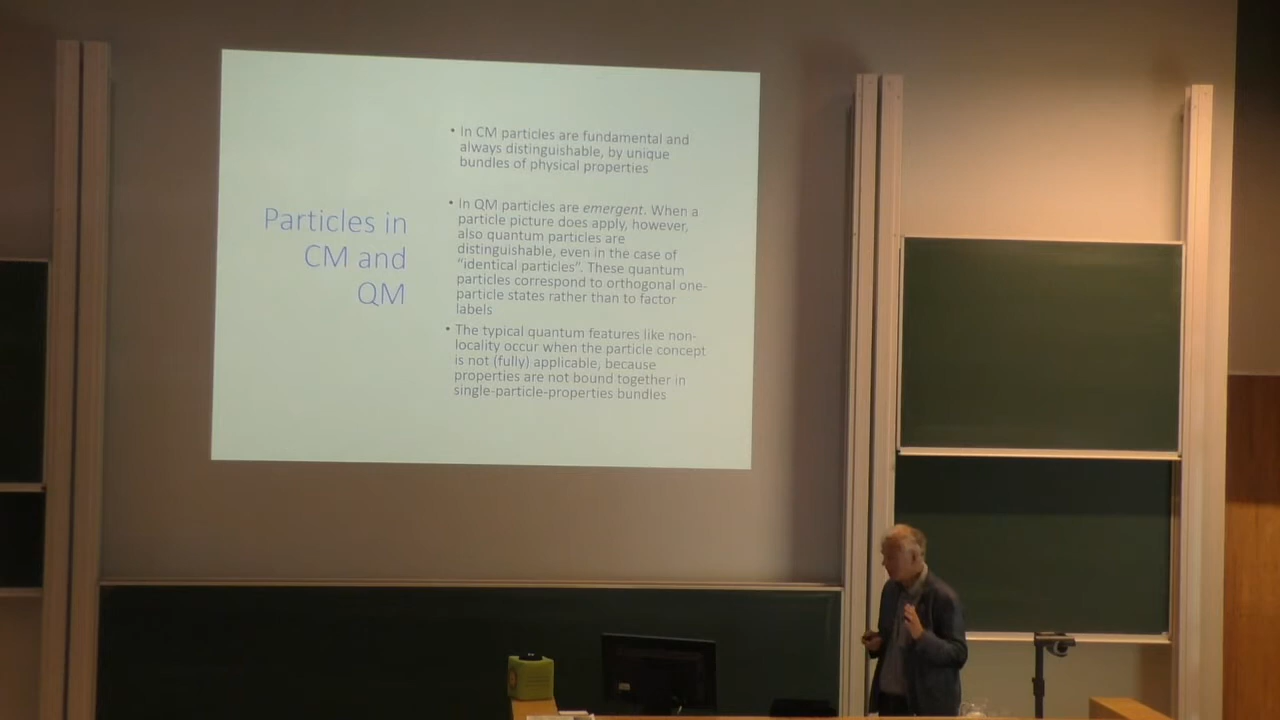 Particles in
CM and
QM
• In CM particles are fundamental and
always distinguishable, by unique
bundles of physical properties
• In QM particles are emergent. When a
particle picture does apply, however,
also quantum particles are
distinguishable, even in the case of
“identical particles”. These quantum
particles correspond to orthogonal one-
particle states rather than to factor
labels
• The typical quantum features like non-
locality occur when the particle concept
is not (fully) applicable, because
properties are not bound together in
single-particle-properties bundles